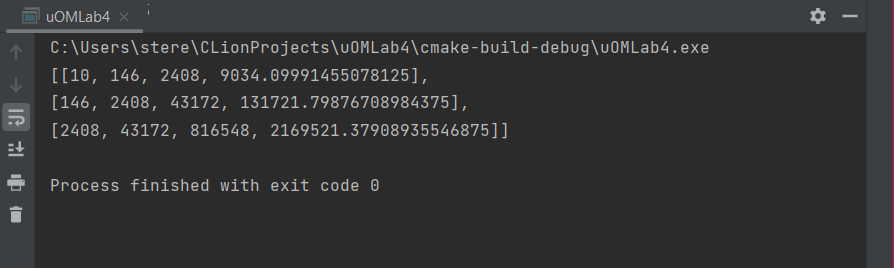 uOMLab4
C:\Users\stere\CLionProjects\uOMLab4\cmake-build-debug\uOMLab4.exe
[[10, 146, 2408, 9034.09991455078125],
[146, 2408, 43172, 131721.79876708984375],
[2408, 43172, 816548, 2169521.37908935546875]]
Process finished with exit code 0